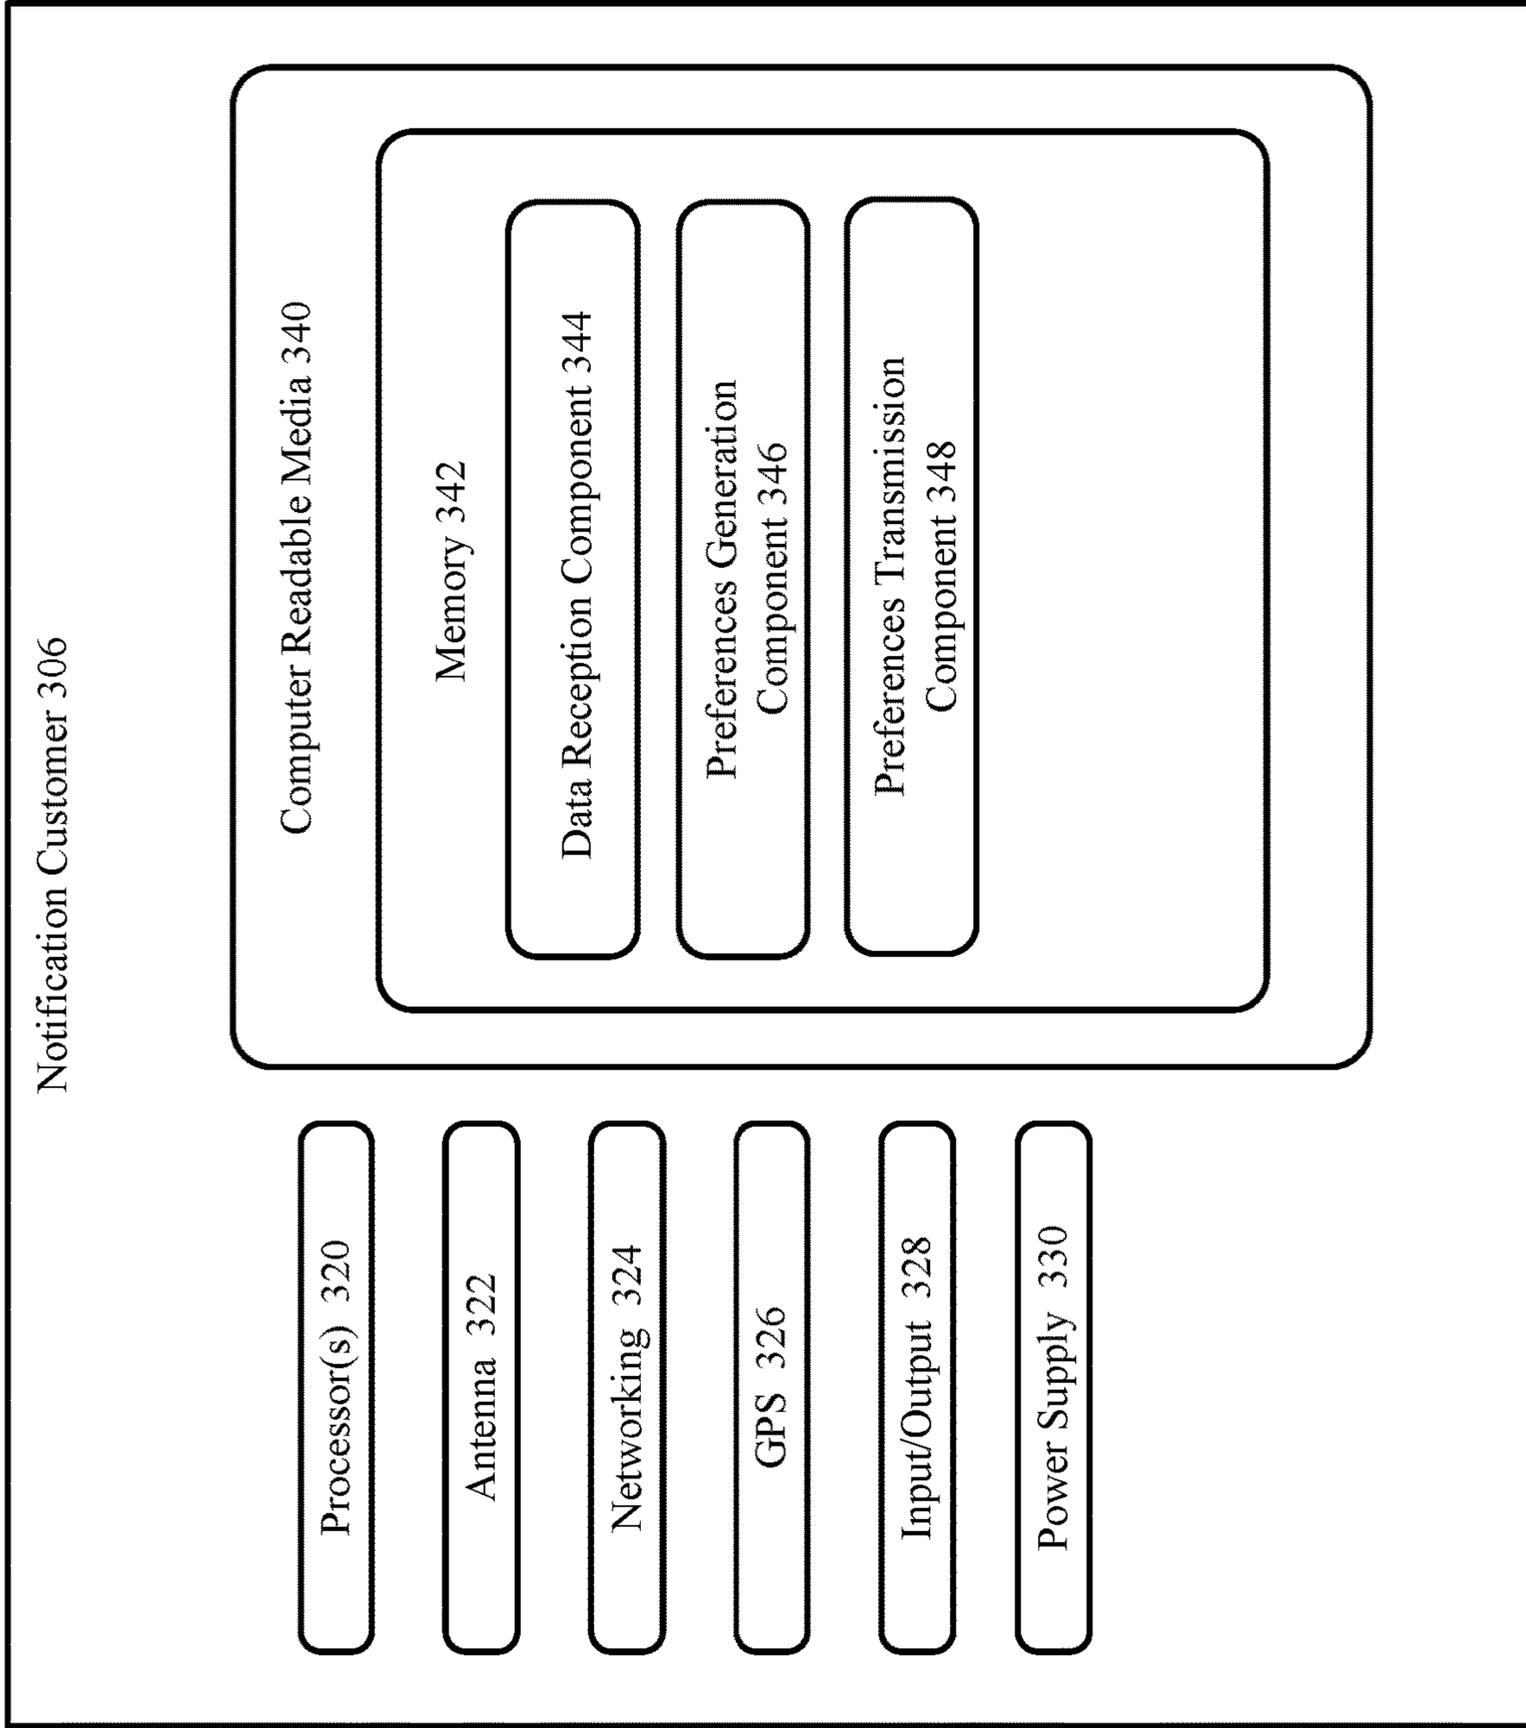 Notification Customer 306
Processor(s) 320
Antenna 322
Networking 324
GPS 326
Input/Output 328
Power Supply 330
Computer Readable Media 340
Memory 342
Data Reception Component 344
Preferences Generation
Component 346
Preferences Transmission
Component 348